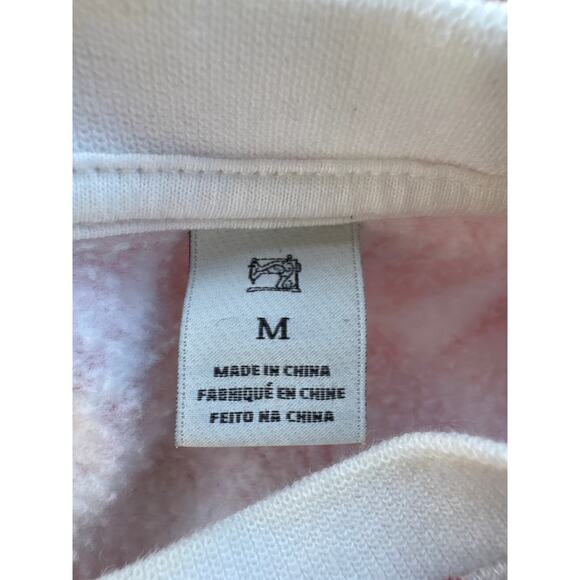 M
MADE IN CHINA
FABRIQUÉ EN CHINE
FEITO NA CHINA